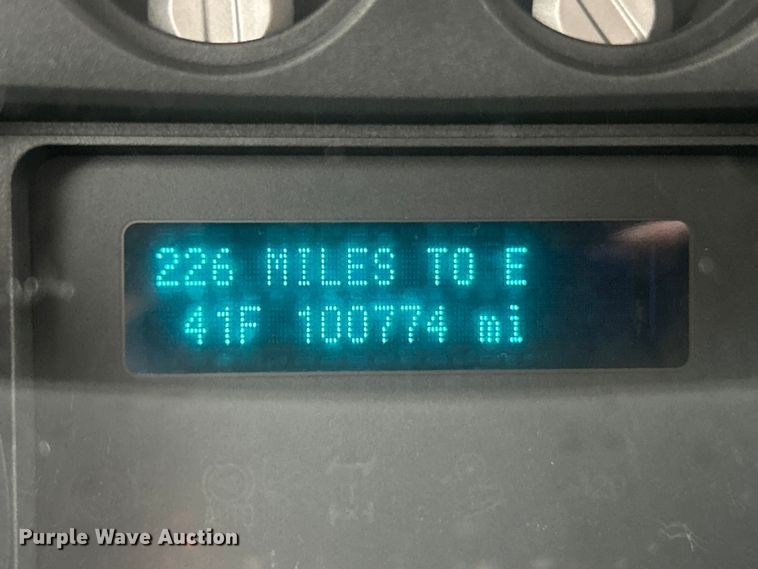 226 MILES TO E
41F 100774 mi
Purple Wave Auction